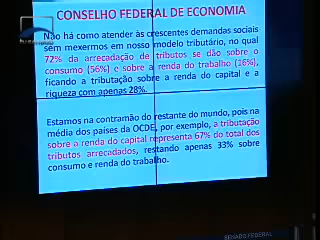 CONSELHO FEDERAL DE ECONOMIA
Não há como atender às crescentes demandas sociais
sem mexermos em nosso modelo tributário, no qual
72% da arrecadação de tributos se dão sobre o
consumo (56%) e sobre a renda do trabalho (16%),
ficando a tributação sobre a renda do capital e a
riqueza com apenas 28%.
Estamos na contramão do restante do mundo, pois na
média dos países da OCDE, por exemplo, a tributação
sobre a renda do capital representa 67% do total dos
tributos arrecadados, restando apenas 33% sobre
consumo e renda do trabalho.
SENADO FEDERAL